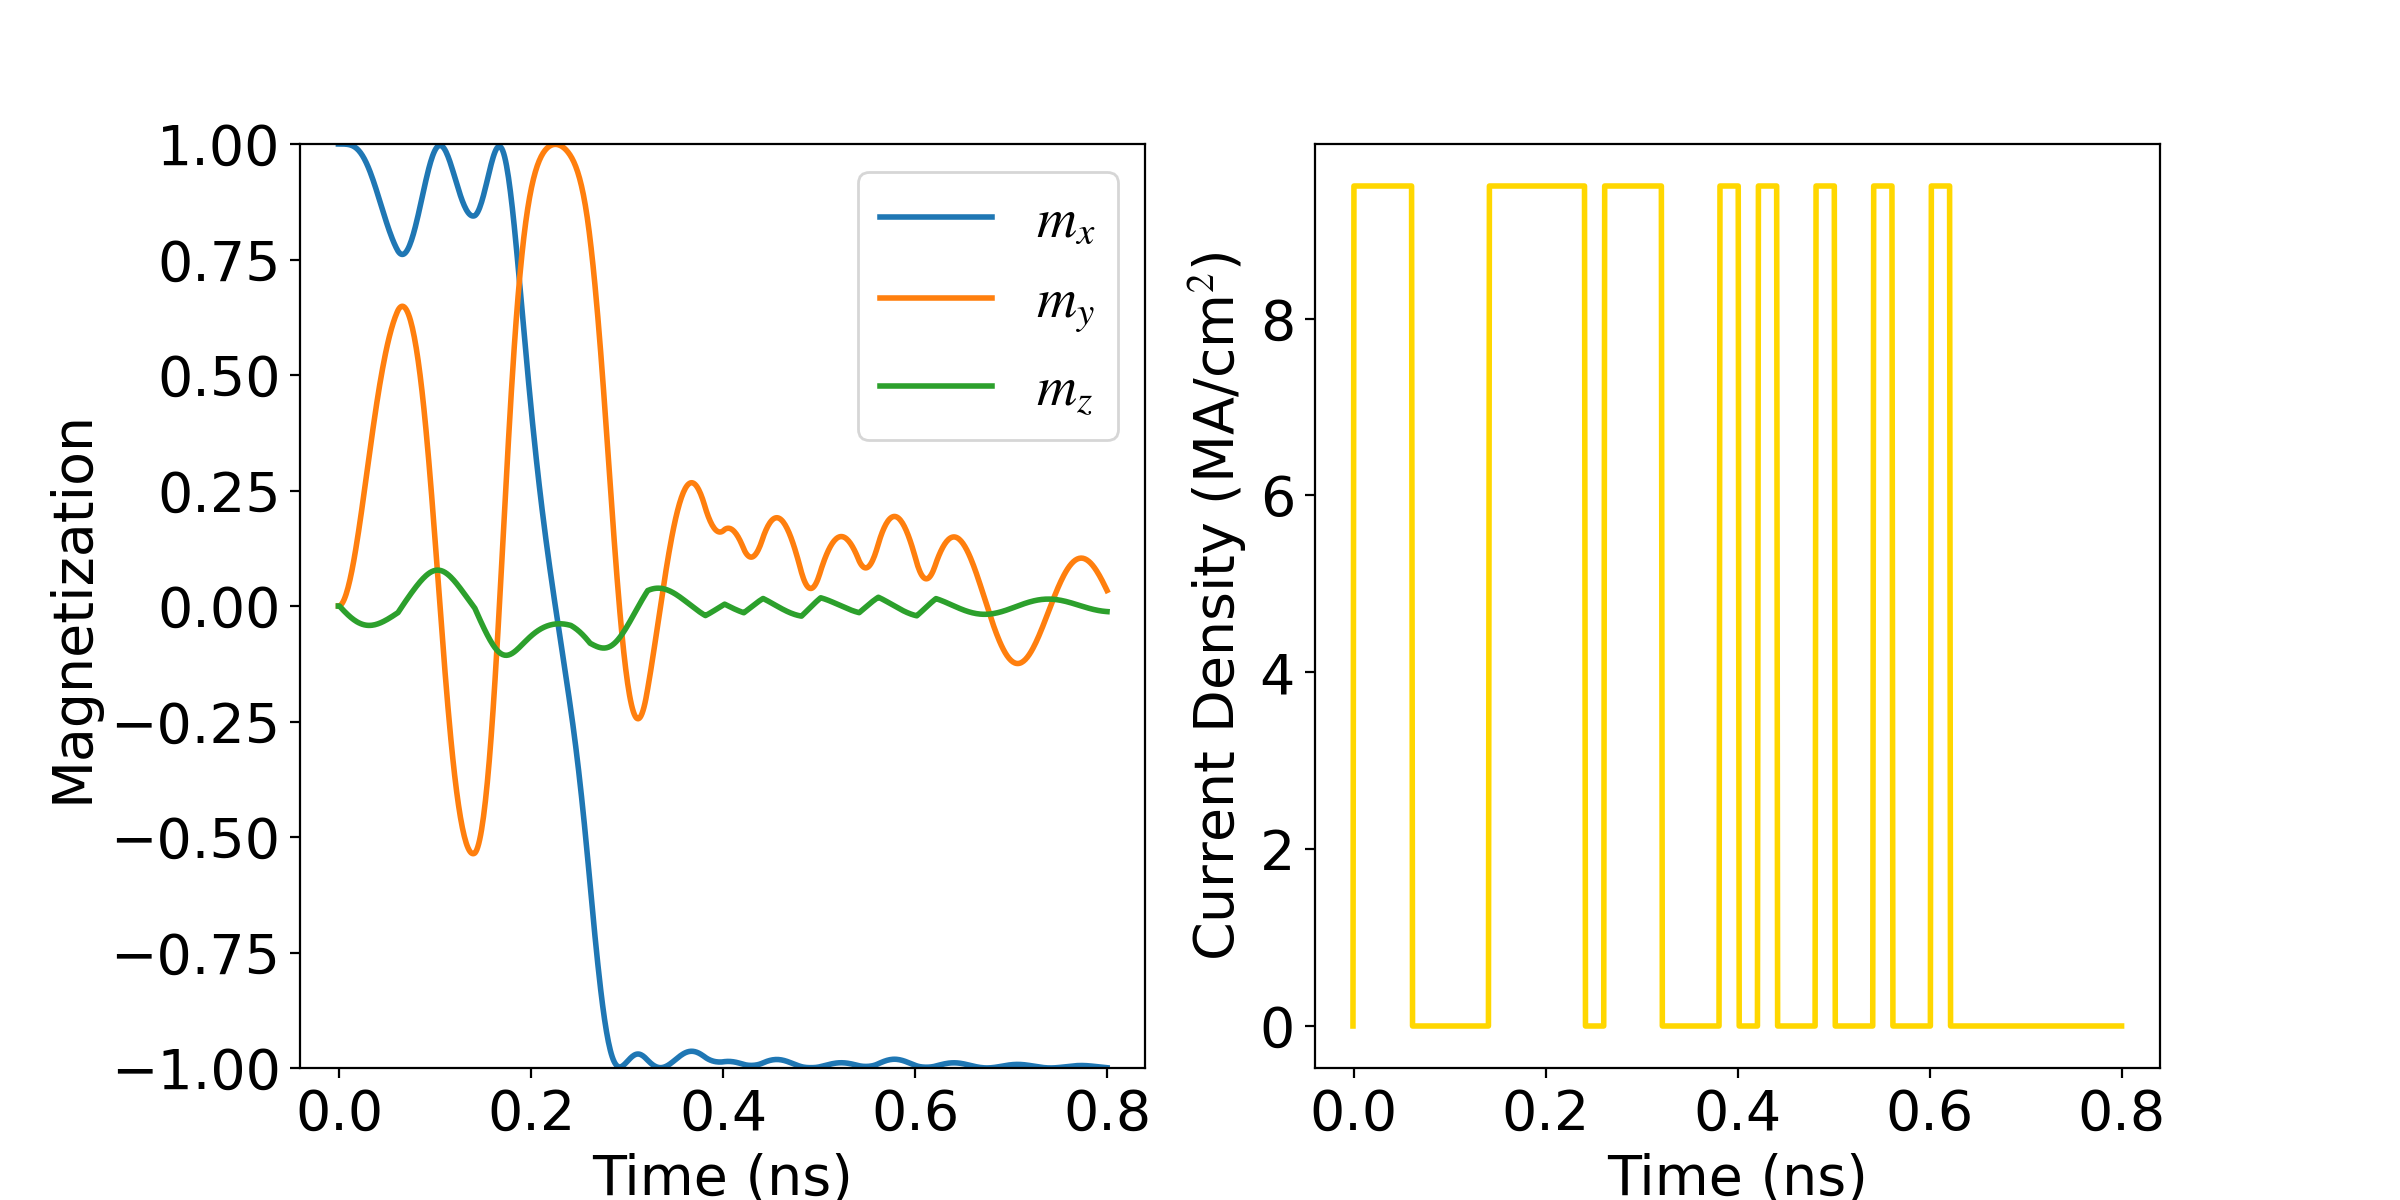 Magnetization
1.00
0.75
0.50
0.25
0.00
−0.25
−0.50
−0.75
−1.00
0.0 0.2 0.4 0.6 0.8
Time (ns)
m_x
m_y
m_z
Current Density (MA/cm²)
8
6
4
2
0
0.0 0.2 0.4 0.6 0.8
Time (ns)